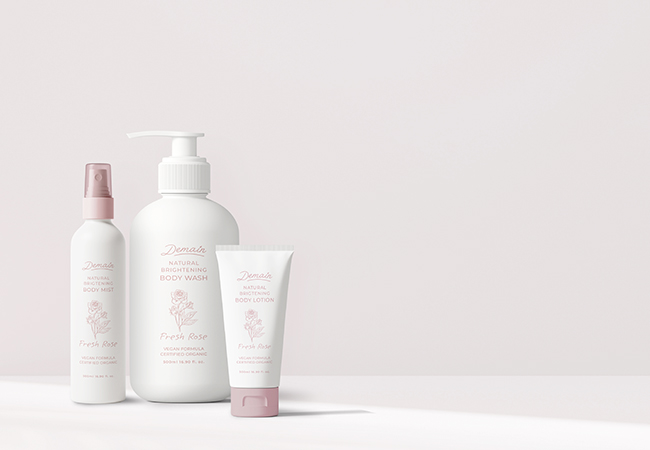 Demain
NATURAL
BRIGHTENING
BODY MIST
Fresh Rose
VEGAN FORMULA
CERTIFIED ORGANIC
Demain
NATURAL
BRIGHTENING
BODY WASH
Fresh Rose
VEGAN FORMULA
CERTIFIED ORGANIC
Demain
NATURAL
BRIGHTENING
BODY LOTION
Fresh Rose
VEGAN FORMULA
CERTIFIED ORGANIC